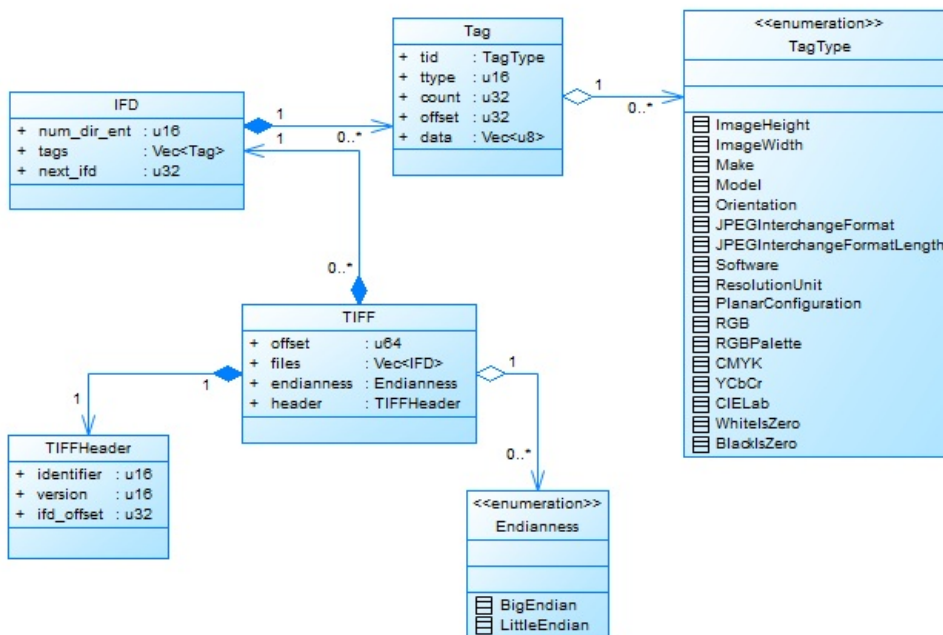 Tag
+ tid : TagType
+ ttype : u16
+ count : u32
+ offset : u32
+ data : Vec<u8>
1
0..*
<<enumeration>>
TagType
ImageHeight
ImageWidth
Make
Model
Orientation
JPEGInterchangeFormat
JPEGInterchangeFormatLength
Software
ResolutionUnit
PlanarConfiguration
RGB
RGBPalette
CMYK
YCbCr
CIELab
WhiteIsZero
BlackIsZero
IFD
+ num_dir_ent : u16
+ tags : Vec<Tag>
+ next_ifd : u32
1
0..*
1
0..*
TIFF
+ offset : u64
+ files : Vec<IFD>
+ endianness : Endianness
+ header : TIFFHeader
1
1
1
0..*
TIFFHeader
+ identifier : u16
+ version : u16
+ ifd_offset : u32
<<enumeration>>
Endianness
BigEndian
LittleEndian